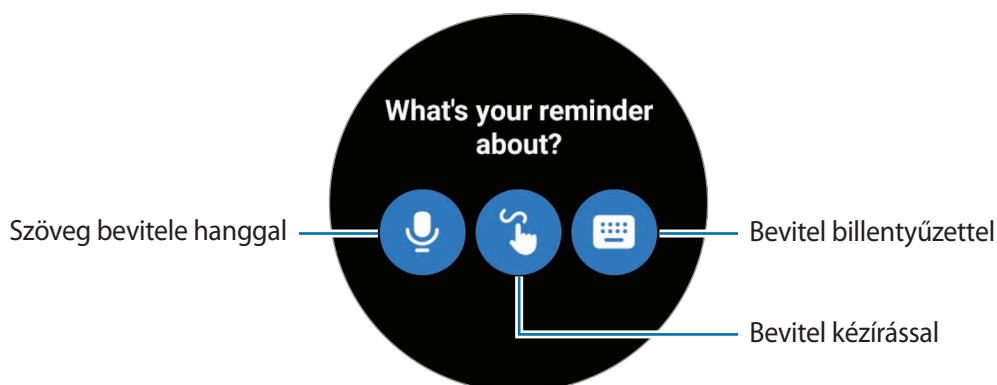 What's your reminder
about?
Szöveg bevitele hanggal
Bevitel billentyűzettel
Bevitel kézírással